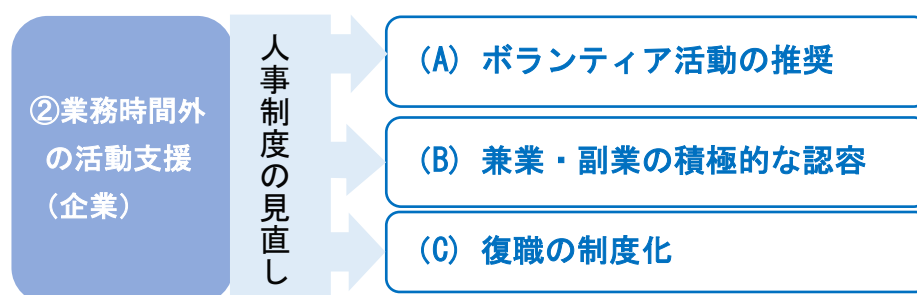 ②業務時間外
の活動支援
(企業)
人事制度の見直し
(A) ボランティア活動の推奨
(B) 兼業・副業の積極的な認容
(C) 復職の制度化